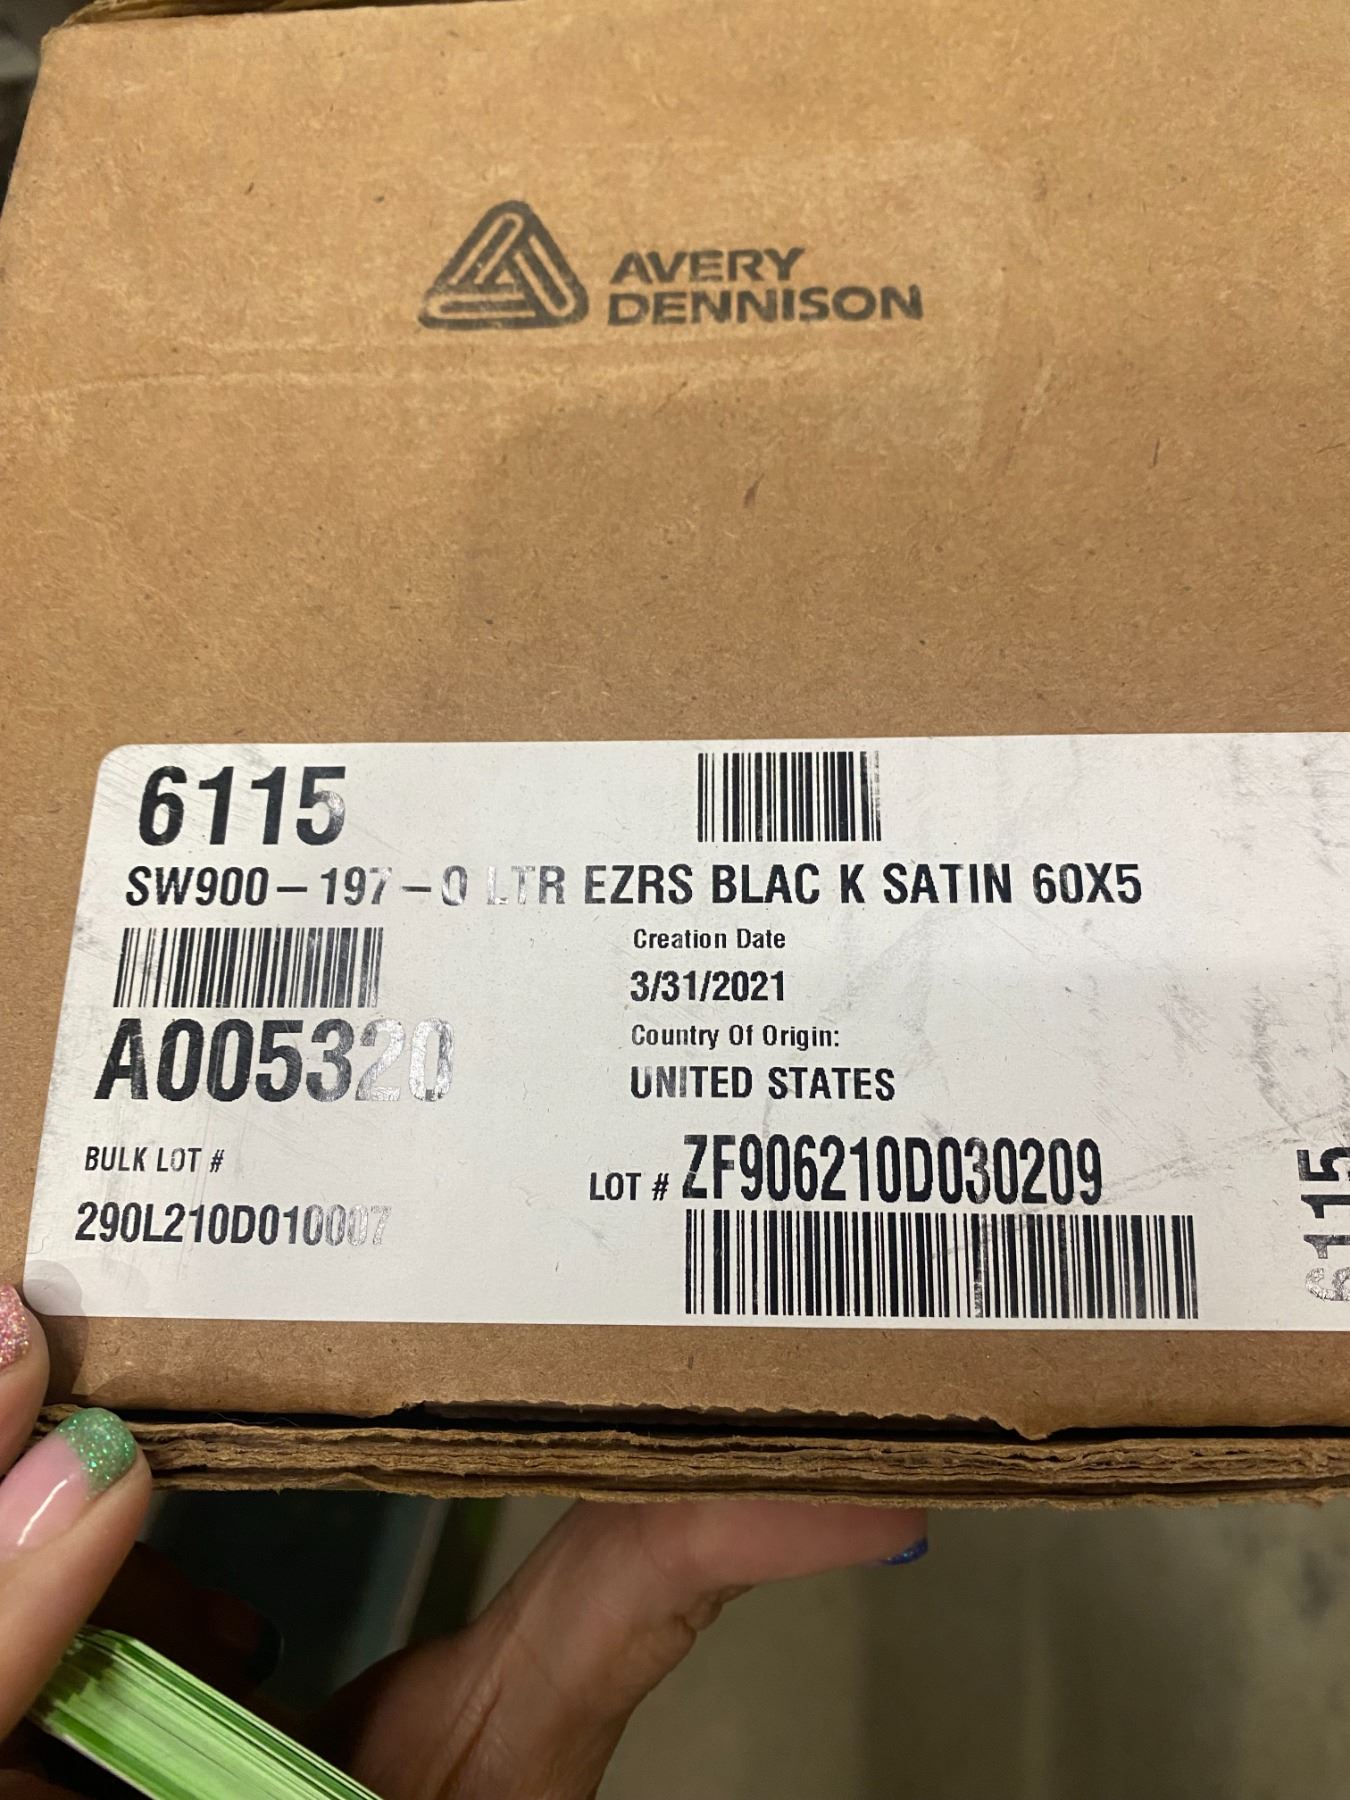 AVERY
DENNISON
6115
SW900-197-O LTR EZRS BLAC K SATIN 60X5
Creation Date
3/31/2021
Country Of Origin:
A005320
UNITED STATES
BULK LOT #
290L210D010007
LOT # ZF906210D030209
6115